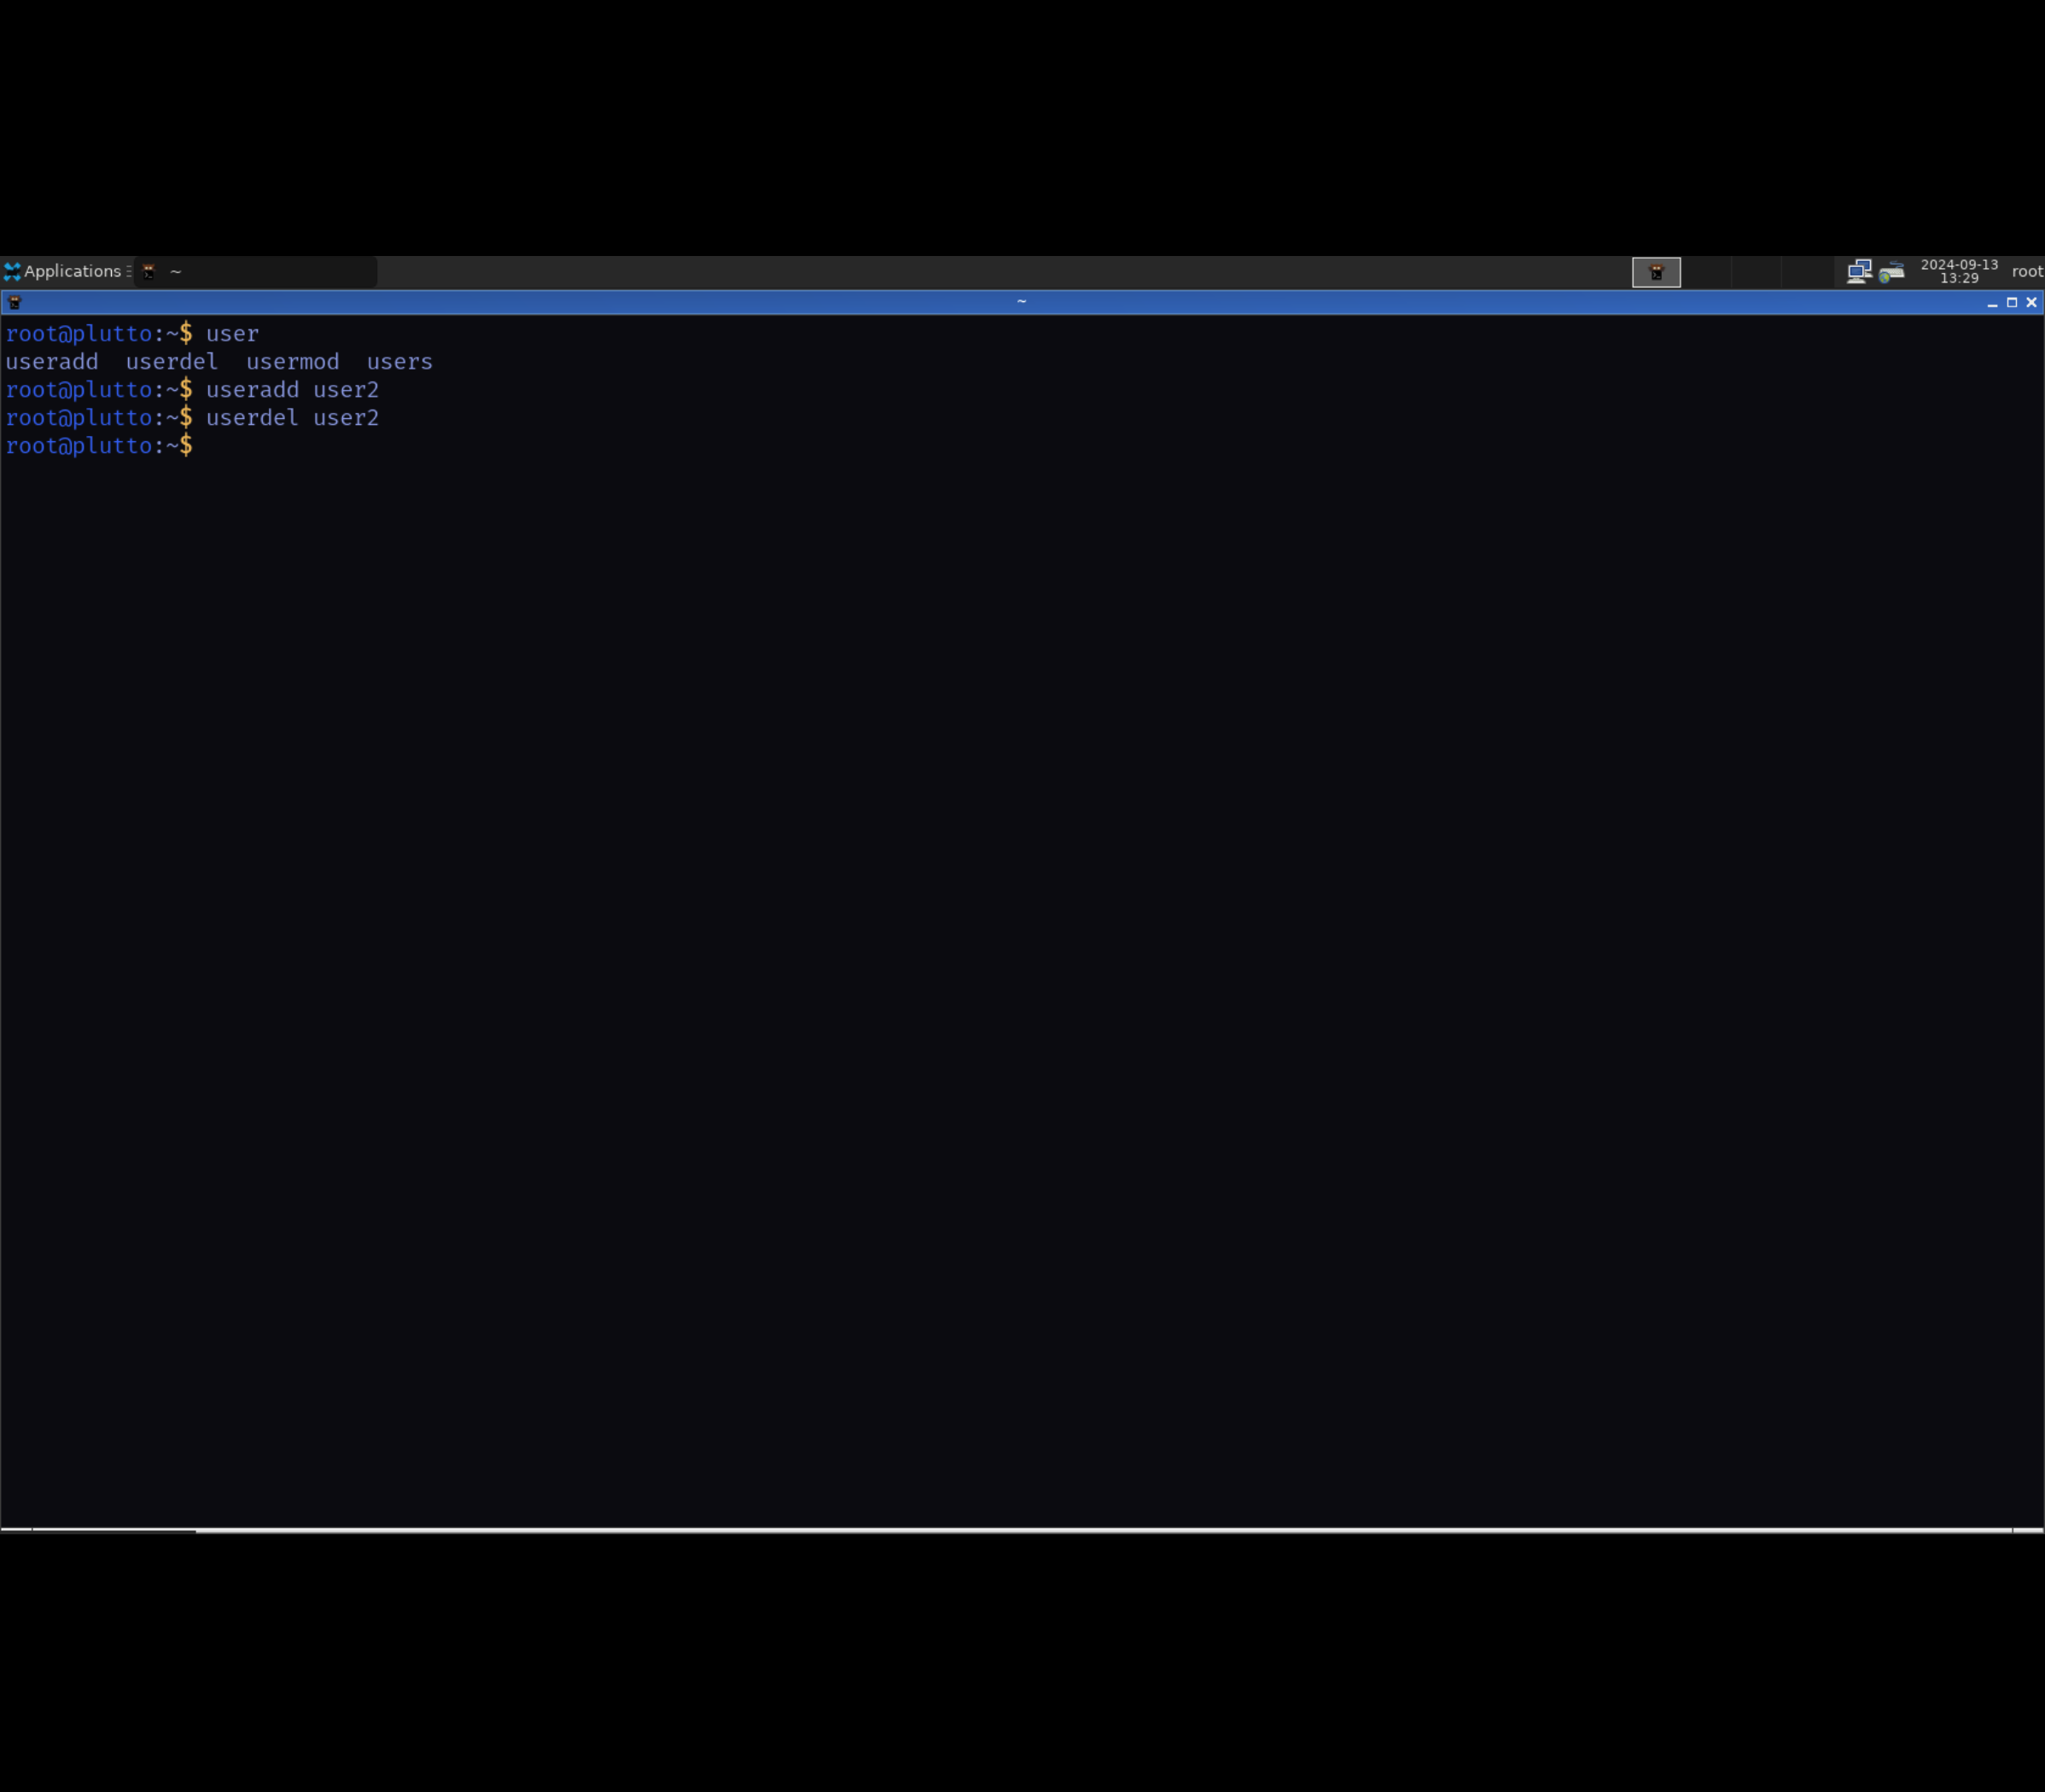 Applications ~ 2024-09-13
13:29 root
~
root@plutto:~$ user
useradd  userdel  usermod  users
root@plutto:~$ useradd user2
root@plutto:~$ userdel user2
root@plutto:~$